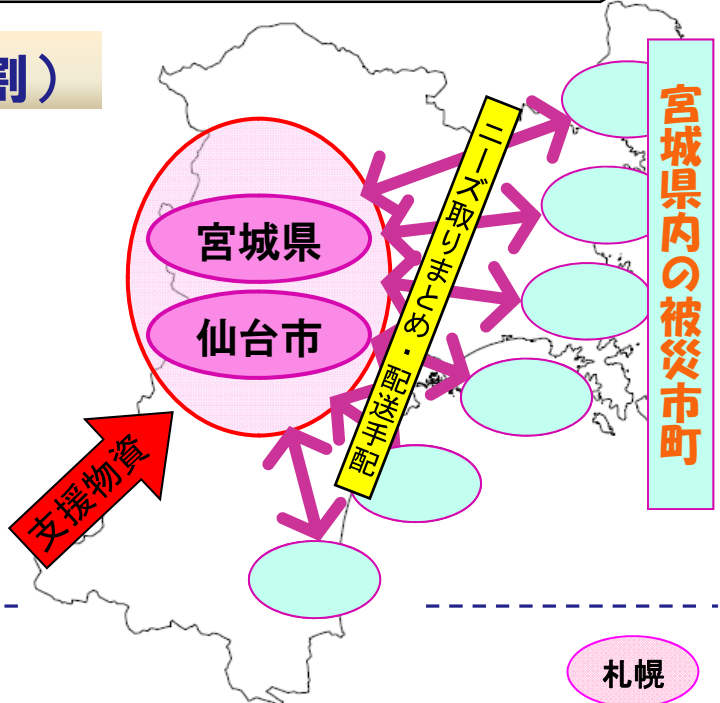 割）
宮城県
仙台市
ニーズ取りまとめ・配送手配
宮城県内の被災市町
支援物資
札幌